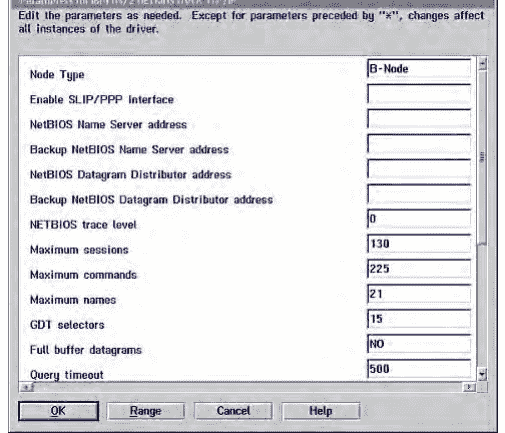 Edit the parameters as needed. Except for parameters preceded by "*", changes affect
all instances of the driver.
Node Type B-Node
Enable SLIP/PPP Interface
NetBIOS Name Server address
Backup NetBIOS Name Server address
NetBIOS Datagram Distributor address
Backup NetBIOS Datagram Distributor address
NETBIOS trace level 0
Maximum sessions 130
Maximum commands 225
Maximum names 21
GDT selectors 15
Full buffer datagrams NO
Query timeout 500
OK Range Cancel Help